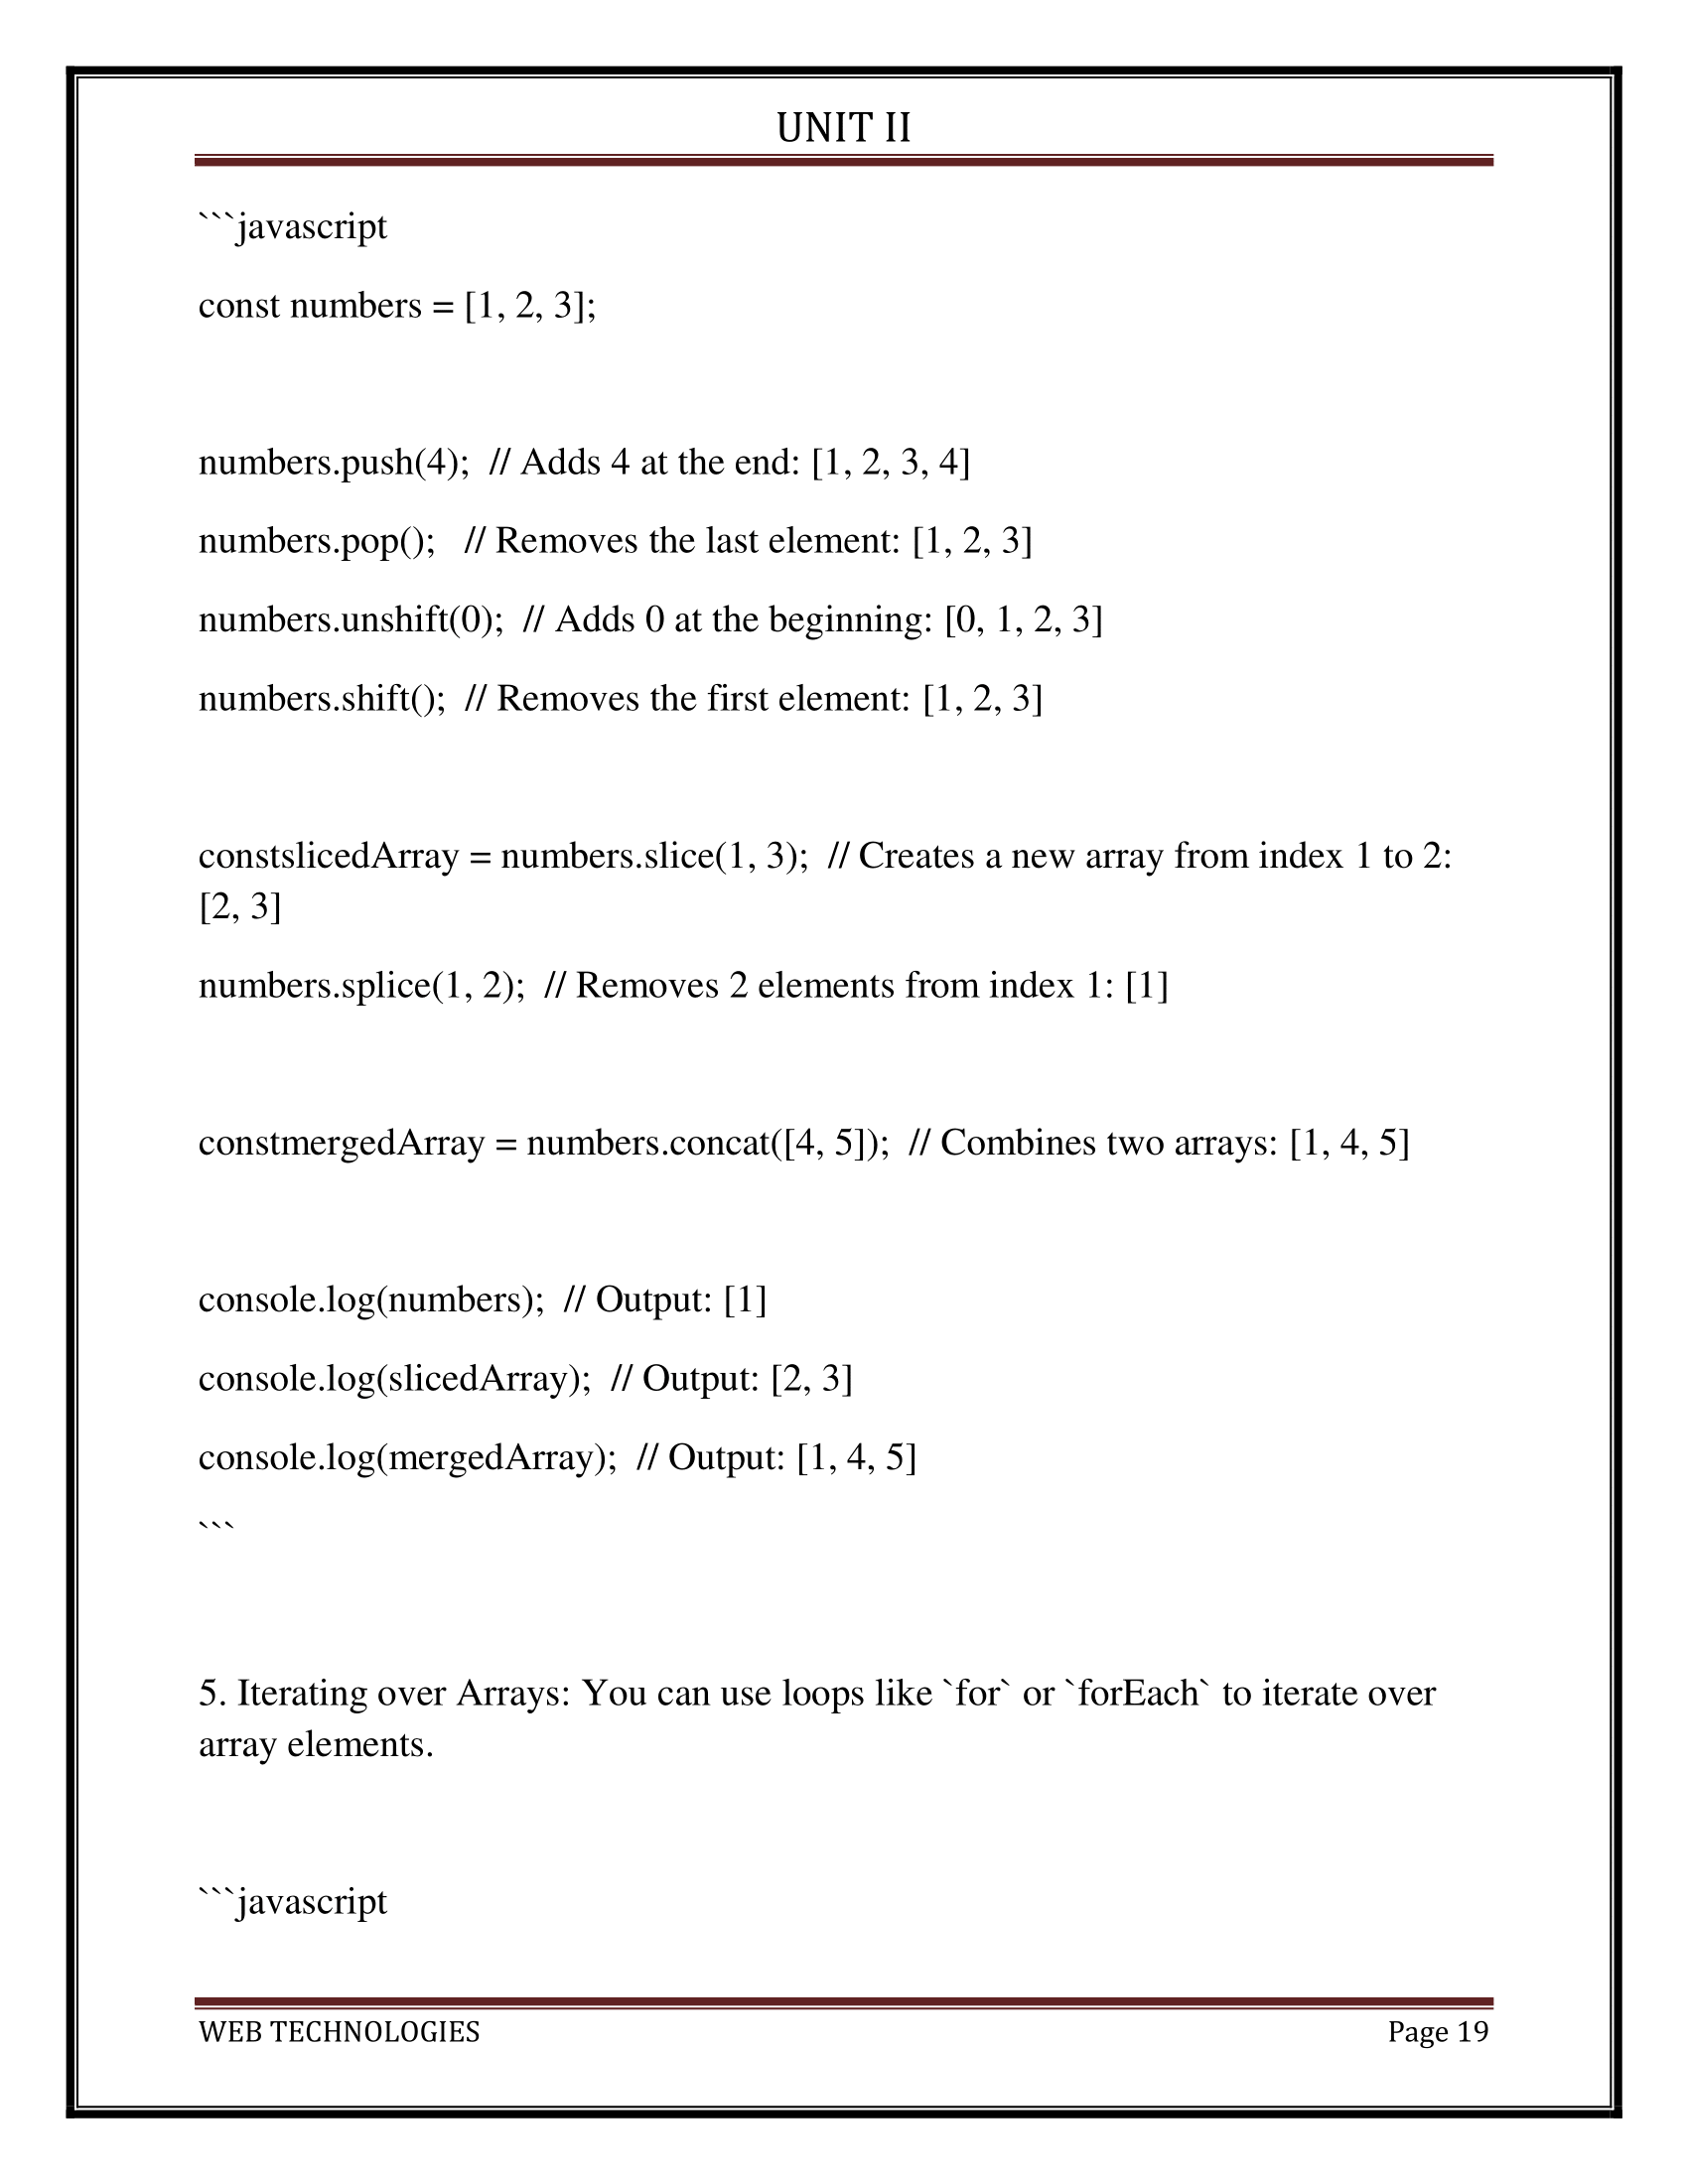 UNIT II
```javascript
const numbers = [1, 2, 3];
numbers.push(4);  // Adds 4 at the end: [1, 2, 3, 4]
numbers.pop();   // Removes the last element: [1, 2, 3]
numbers.unshift(0);  // Adds 0 at the beginning: [0, 1, 2, 3]
numbers.shift();  // Removes the first element: [1, 2, 3]
constslicedArray = numbers.slice(1, 3);  // Creates a new array from index 1 to 2:
[2, 3]
numbers.splice(1, 2);  // Removes 2 elements from index 1: [1]
constmergedArray = numbers.concat([4, 5]);  // Combines two arrays: [1, 4, 5]
console.log(numbers);  // Output: [1]
console.log(slicedArray);  // Output: [2, 3]
console.log(mergedArray);  // Output: [1, 4, 5]
```
5. Iterating over Arrays: You can use loops like `for` or `forEach` to iterate over
array elements.
```javascript
WEB TECHNOLOGIES Page 19